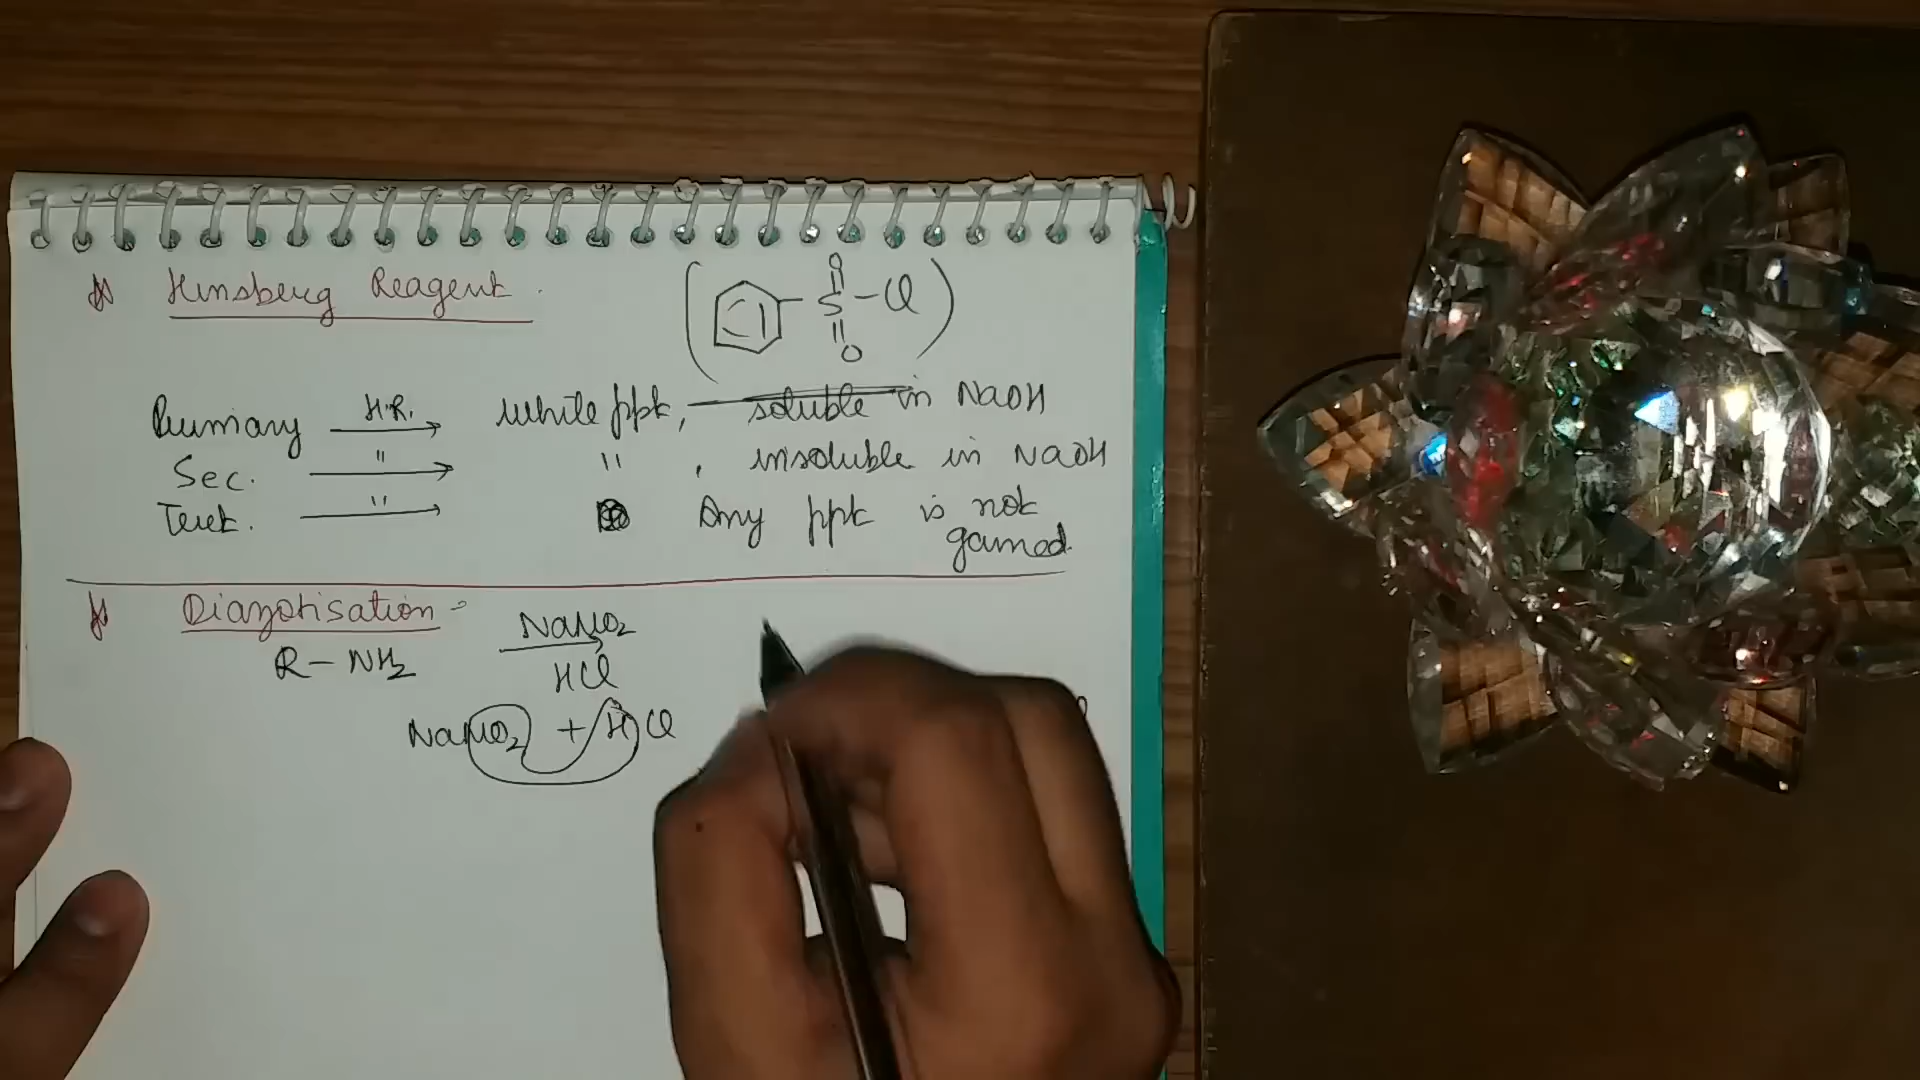 Hinsberg Reagent.
O
S-Cl
O
Primary H.R. white ppt, soluble in NaOH
Sec. " " , insoluble in NaOH
Tert. " Any ppt is not
gained.
Diazotisation -
R-NH2 NaNO2
HCl
NaNO2 + HCl